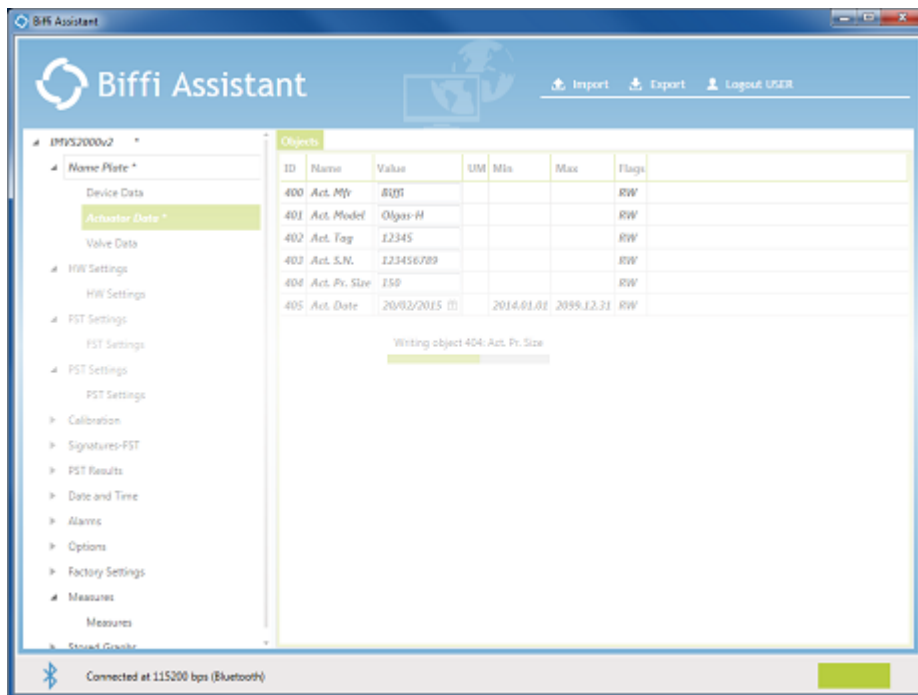 Biffi Assistant
Biffi Assistant
Import Export Logout USER
IMVS2000v2 *
Name Plate *
Device Data
Actuator Data *
Valve Data
HW Settings
HW Settings
FST Settings
FST Settings
PST Settings
PST Settings
Calibration
Signatures-FST
PST Results
Date and Time
Alarms
Options
Factory Settings
Measures
Measures
Stored Graphs
Objects
ID Name Value UM Min Max Flags
400 Act. Mfr Biffi RW
401 Act. Model Olgas-H RW
402 Act. Tag 12345 RW
403 Act. S.N. 123456789 RW
404 Act. Pr. Size 150 RW
405 Act. Date 20/02/2015 2014.01.01 2099.12.31 RW
Writing object 404: Act. Pr. Size
Connected at 115200 bps (Bluetooth)